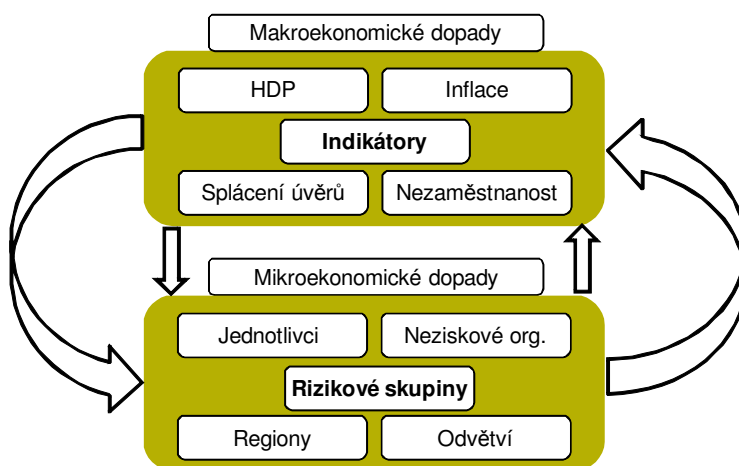 Makroekonomické dopady
HDP
Inflace
Indikátory
Splácení úvěrů
Nezaměstnanost
Mikroekonomické dopady
Jednotlivci
Neziskové org.
Rizikové skupiny
Regiony
Odvětví